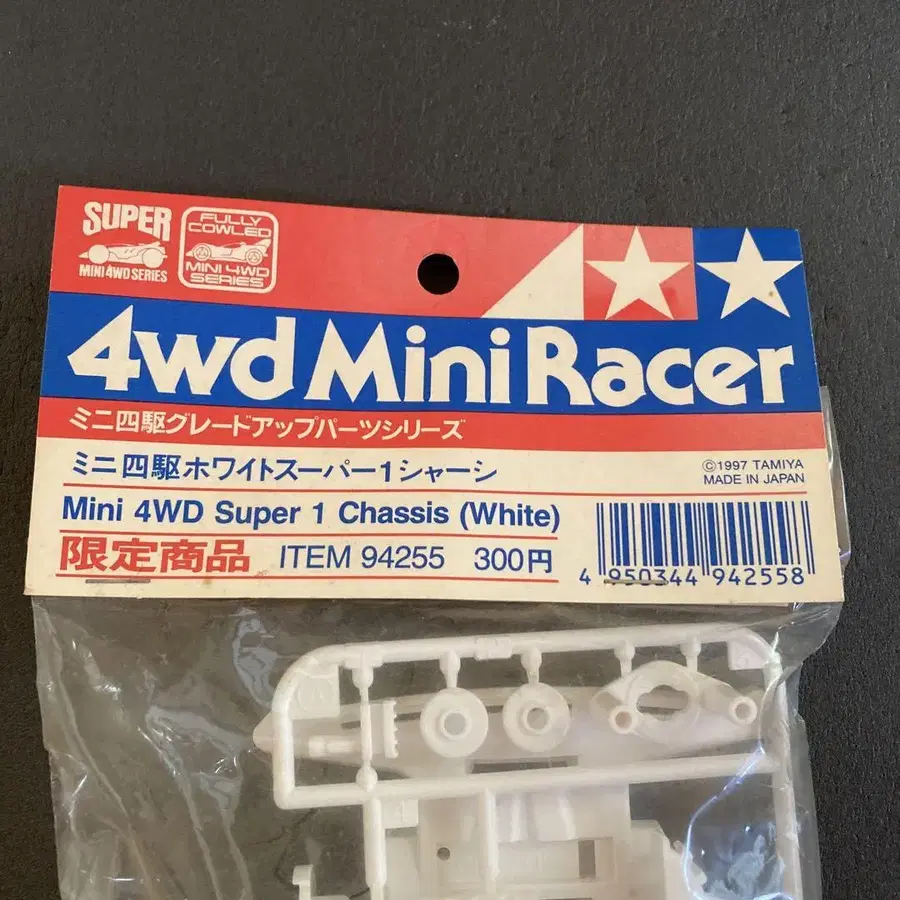 SUPER
MINI 4WD SERIES
FULLY
COWLED
MINI 4WD
SERIES
4wd Mini Racer
ミニ四駆グレードアップパーツシリーズ
ミニ四駆ホワイトスーパー1シャーシ
©1997 TAMIYA
MADE IN JAPAN
Mini 4WD Super 1 Chassis (White)
限定商品 ITEM 94255 300円
4 950344 942558